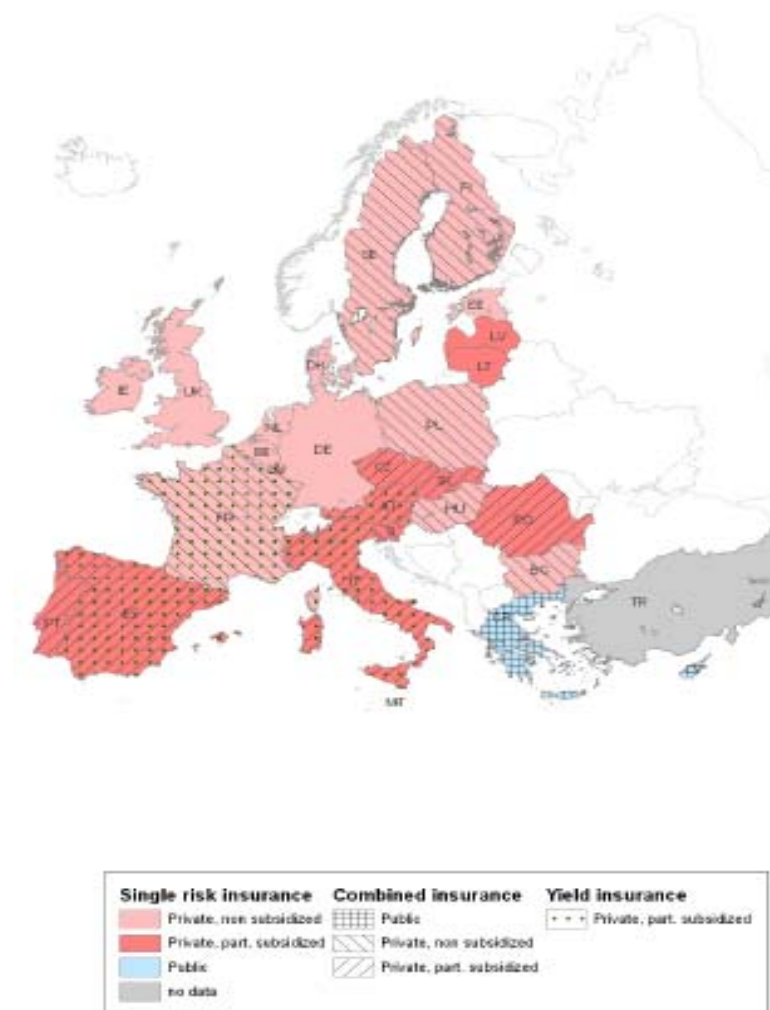 FI
SE
EE
LV
LT
DK
IE
UK
NL
PL
BE
DE
CZ
LU
SK
AT
HU
FR
RO
BG
IT
PT
ES
TR
MT
Single risk insurance Combined insurance Yield insurance
Private, non subsidized Public Private, part. subsidized
Private, part. subsidized Private, non subsidized
Public Private, part. subsidized
no data